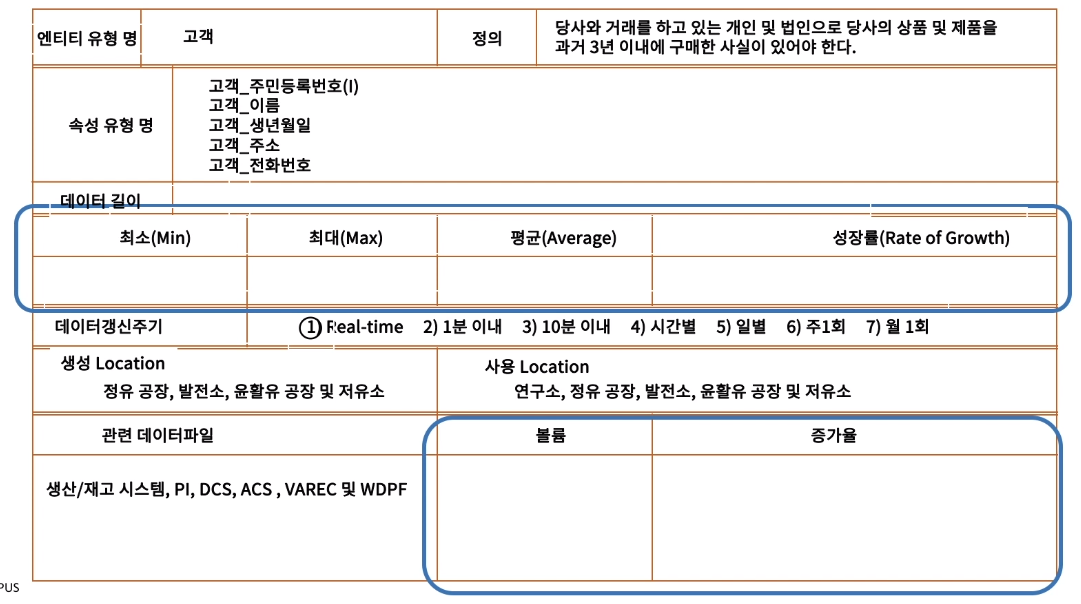 엔티티 유형 명
고객
정의
당사와 거래를 하고 있는 개인 및 법인으로 당사의 상품 및 제품을
과거 3년 이내에 구매한 사실이 있어야 한다.
속성 유형 명
고객_주민등록번호(I)
고객_이름
고객_생년월일
고객_주소
고객_전화번호
데이터 길이
최소(Min)
최대(Max)
평균(Average)
성장률(Rate of Growth)
데이터갱신주기
① Real-time 2) 1분 이내 3) 10분 이내 4) 시간별 5) 일별 6) 주1회 7) 월 1회
생성 Location
정유 공장, 발전소, 윤활유 공장 및 저유소
사용 Location
연구소, 정유 공장, 발전소, 윤활유 공장 및 저유소
관련 데이터파일
볼륨
증가율
생산/재고 시스템, PI, DCS, ACS , VAREC 및 WDPF
PUS